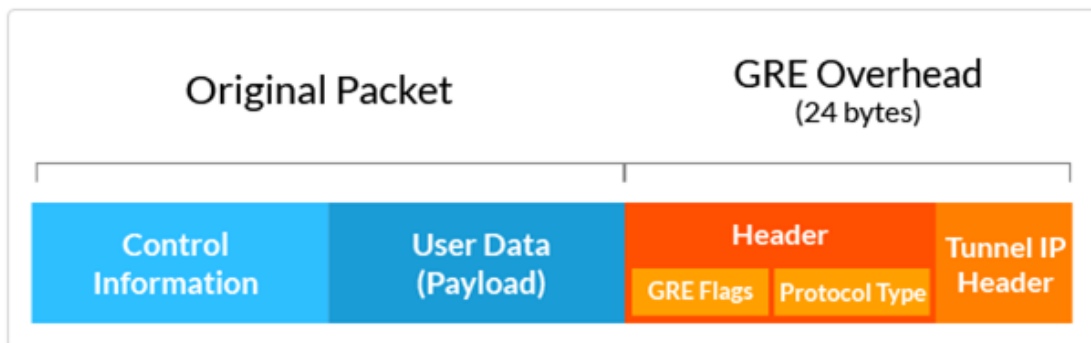 Original Packet
GRE Overhead
(24 bytes)
Control
Information
User Data
(Payload)
Header
GRE Flags
Protocol Type
Tunnel IP
Header